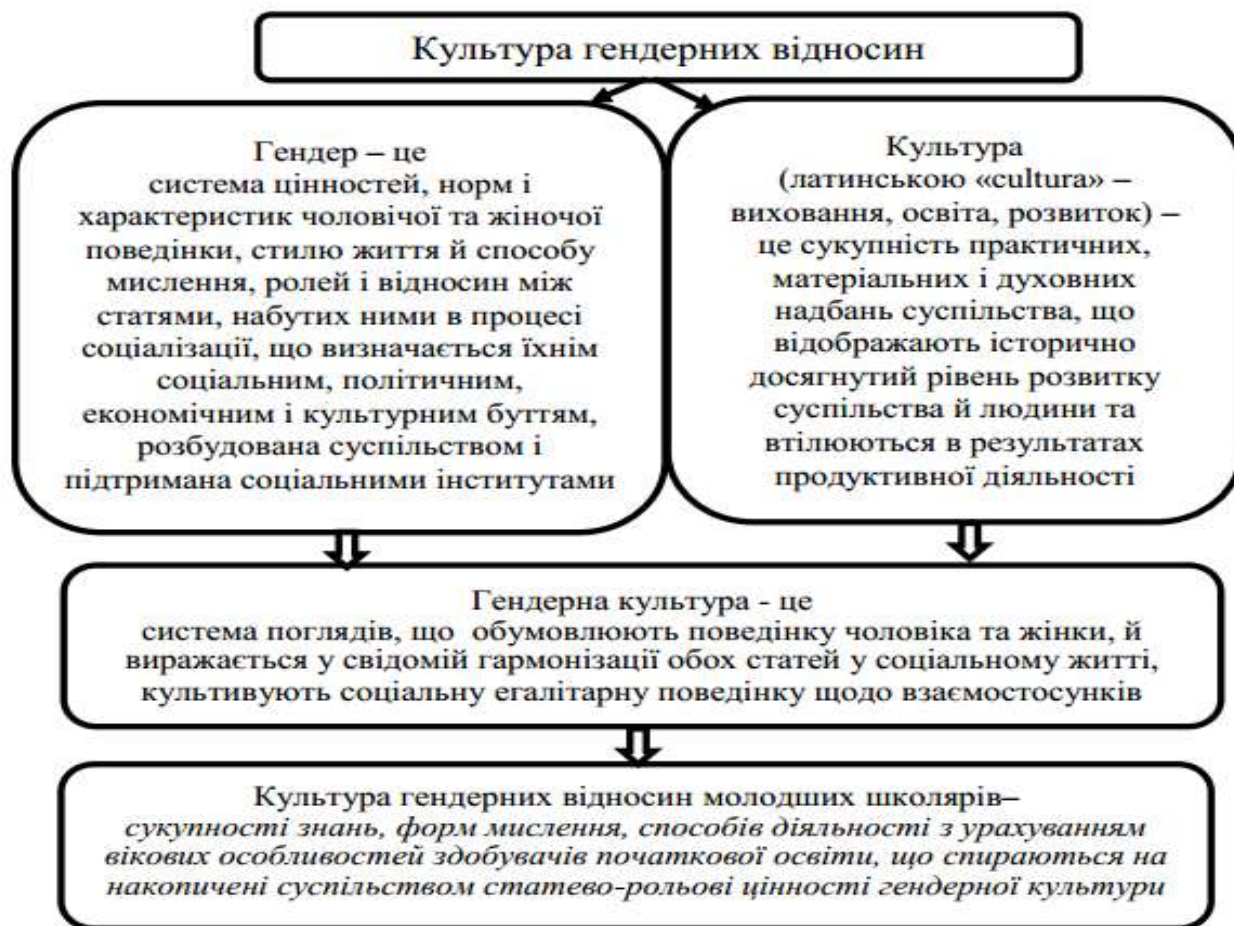 Культура гендерних відносин
Гендер – це
система цінностей, норм і
характеристик чоловічої та жіночої
поведінки, стилю життя й способу
мислення, ролей і відносин між
статями, набутих ними в процесі
соціалізації, що визначається їхнім
соціальним, політичним,
економічним і культурним буттям,
розбудована суспільством і
підтримана соціальними інститутами
Культура
(латинською «cultura» –
виховання, освіта, розвиток) –
це сукупність практичних,
матеріальних і духовних
надбань суспільства, що
відображають історично
досягнутий рівень розвитку
суспільства й людини та
втілюються в результатах
продуктивної діяльності
Гендерна культура - це
система поглядів, що обумовлюють поведінку чоловіка та жінки, й
виражається у свідомій гармонізації обох статей у соціальному житті,
культивують соціальну егалітарну поведінку щодо взаємостосунків
Культура гендерних відносин молодших школярів–
сукупності знань, форм мислення, способів діяльності з урахуванням
вікових особливостей здобувачів початкової освіти, що спираються на
накопичені суспільством статево-рольові цінності гендерної культури